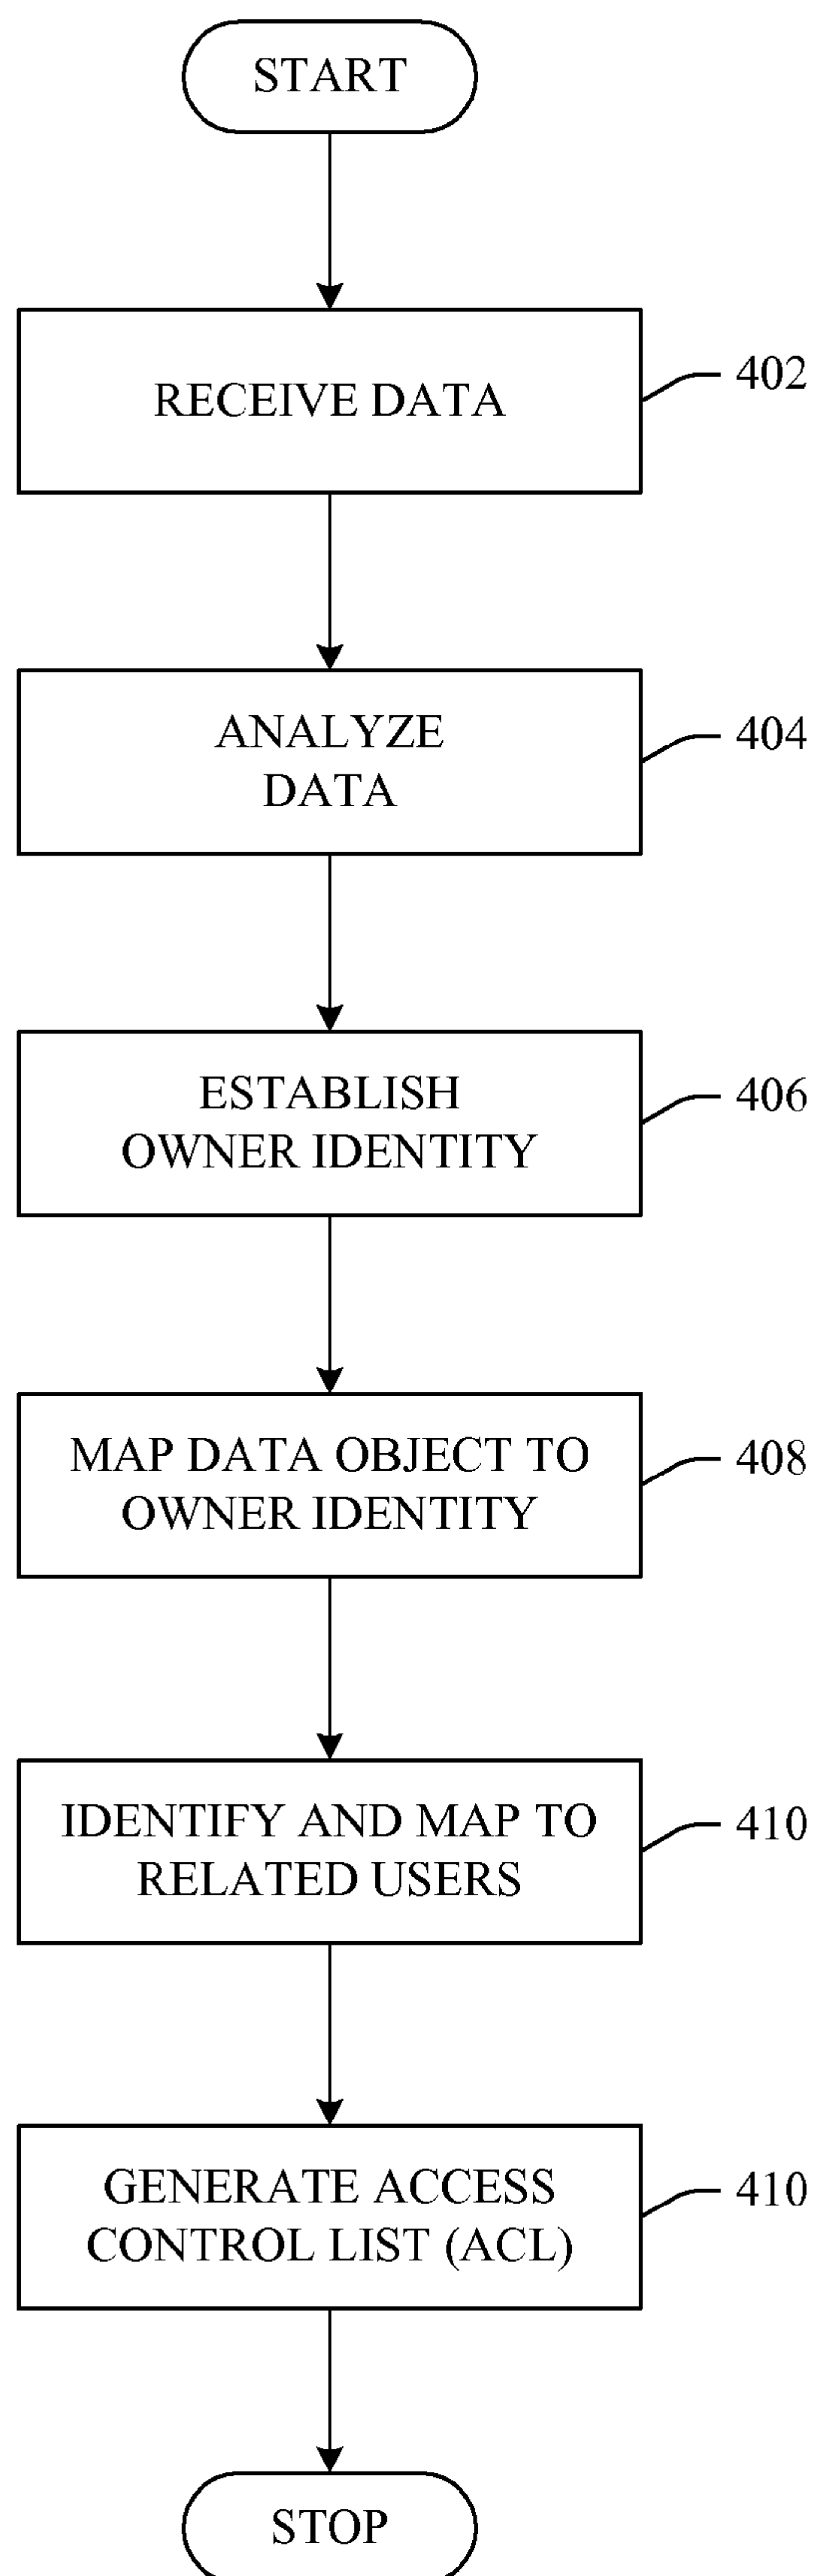 START
RECEIVE DATA
402
ANALYZE
DATA
404
ESTABLISH
OWNER IDENTITY
406
MAP DATA OBJECT TO
OWNER IDENTITY
408
IDENTIFY AND MAP TO
RELATED USERS
410
GENERATE ACCESS
CONTROL LIST (ACL)
410
STOP